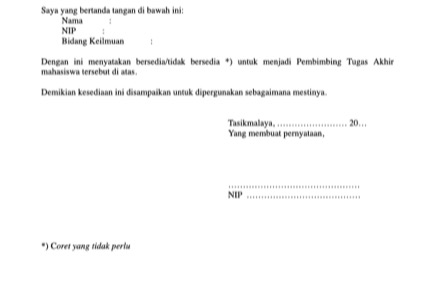 Saya yang bertanda tangan di bawah ini:
Nama :
NIP :
Bidang Keilmuan :
Dengan ini menyatakan bersedia/tidak bersedia *) untuk menjadi Pembimbing Tugas Akhir
mahasiswa tersebut di atas.
Demikian kesediaan ini disampaikan untuk dipergunakan sebagaimana mestinya.
Tasikmalaya, ........................ 20...
Yang membuat pernyataan,
.............................................
NIP .......................................
*) Coret yang tidak perlu